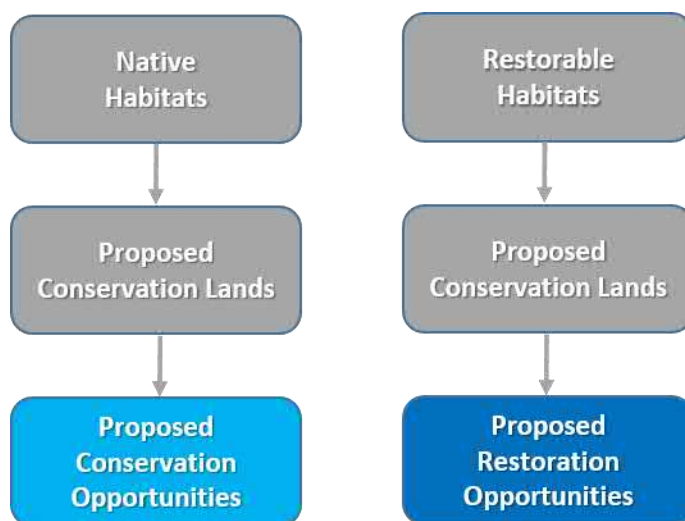 Native
Habitats
Proposed
Conservation Lands
Proposed
Conservation
Opportunities
Restorable
Habitats
Proposed
Conservation Lands
Proposed
Restoration
Opportunities